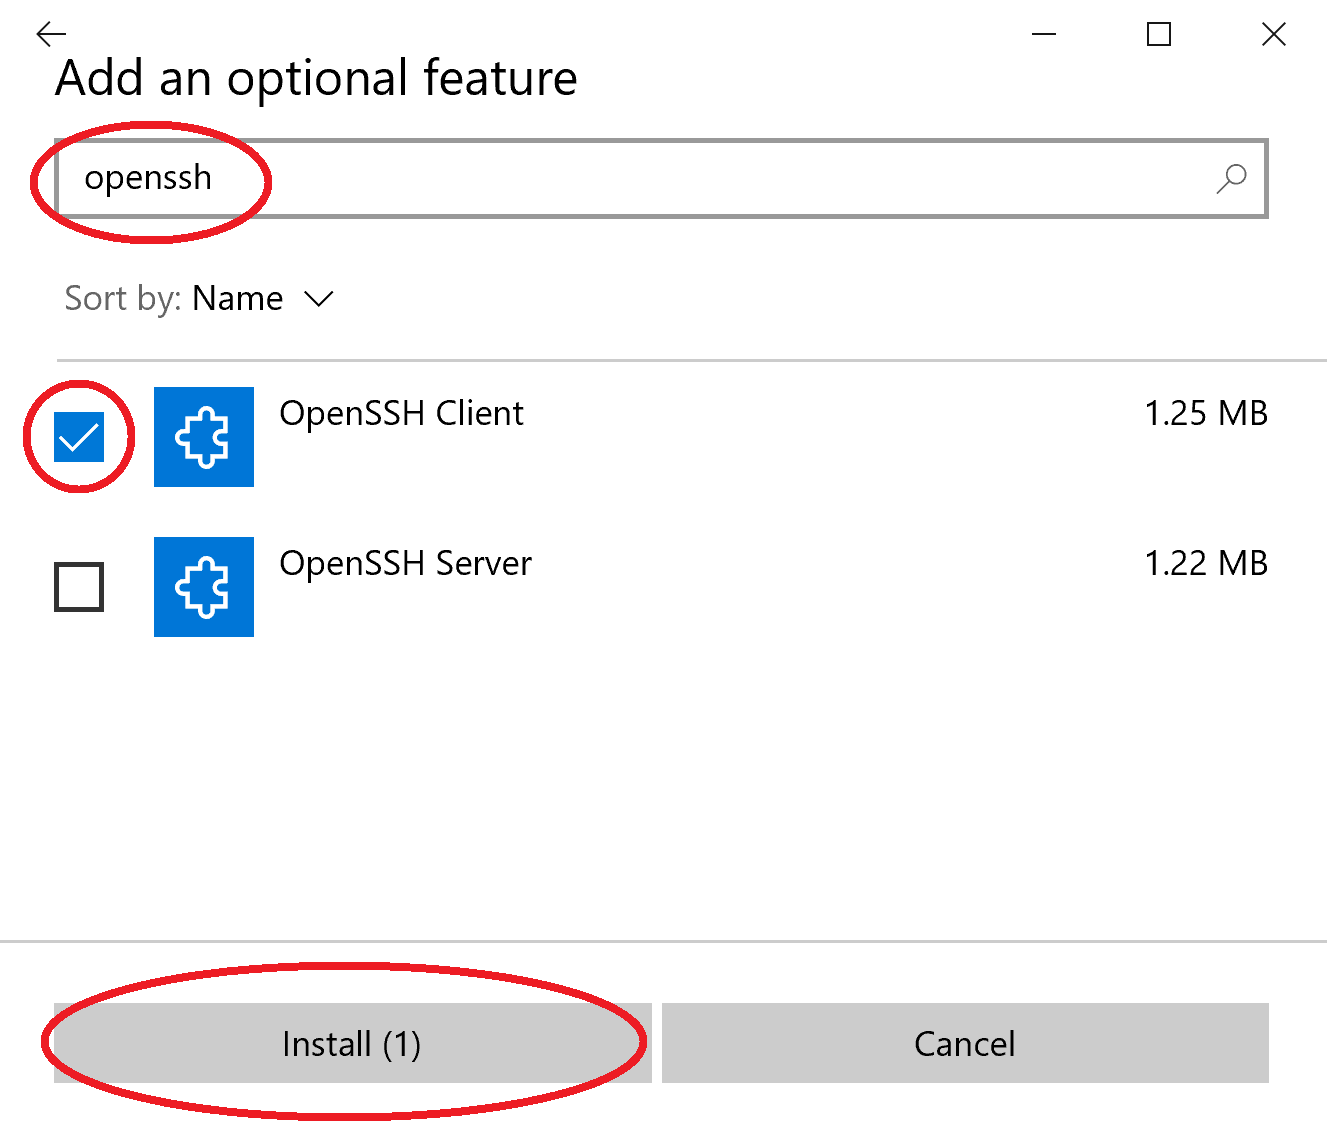 Add an optional feature
openssh
Sort by: Name
OpenSSH Client 1.25 MB
OpenSSH Server 1.22 MB
Install (1) Cancel